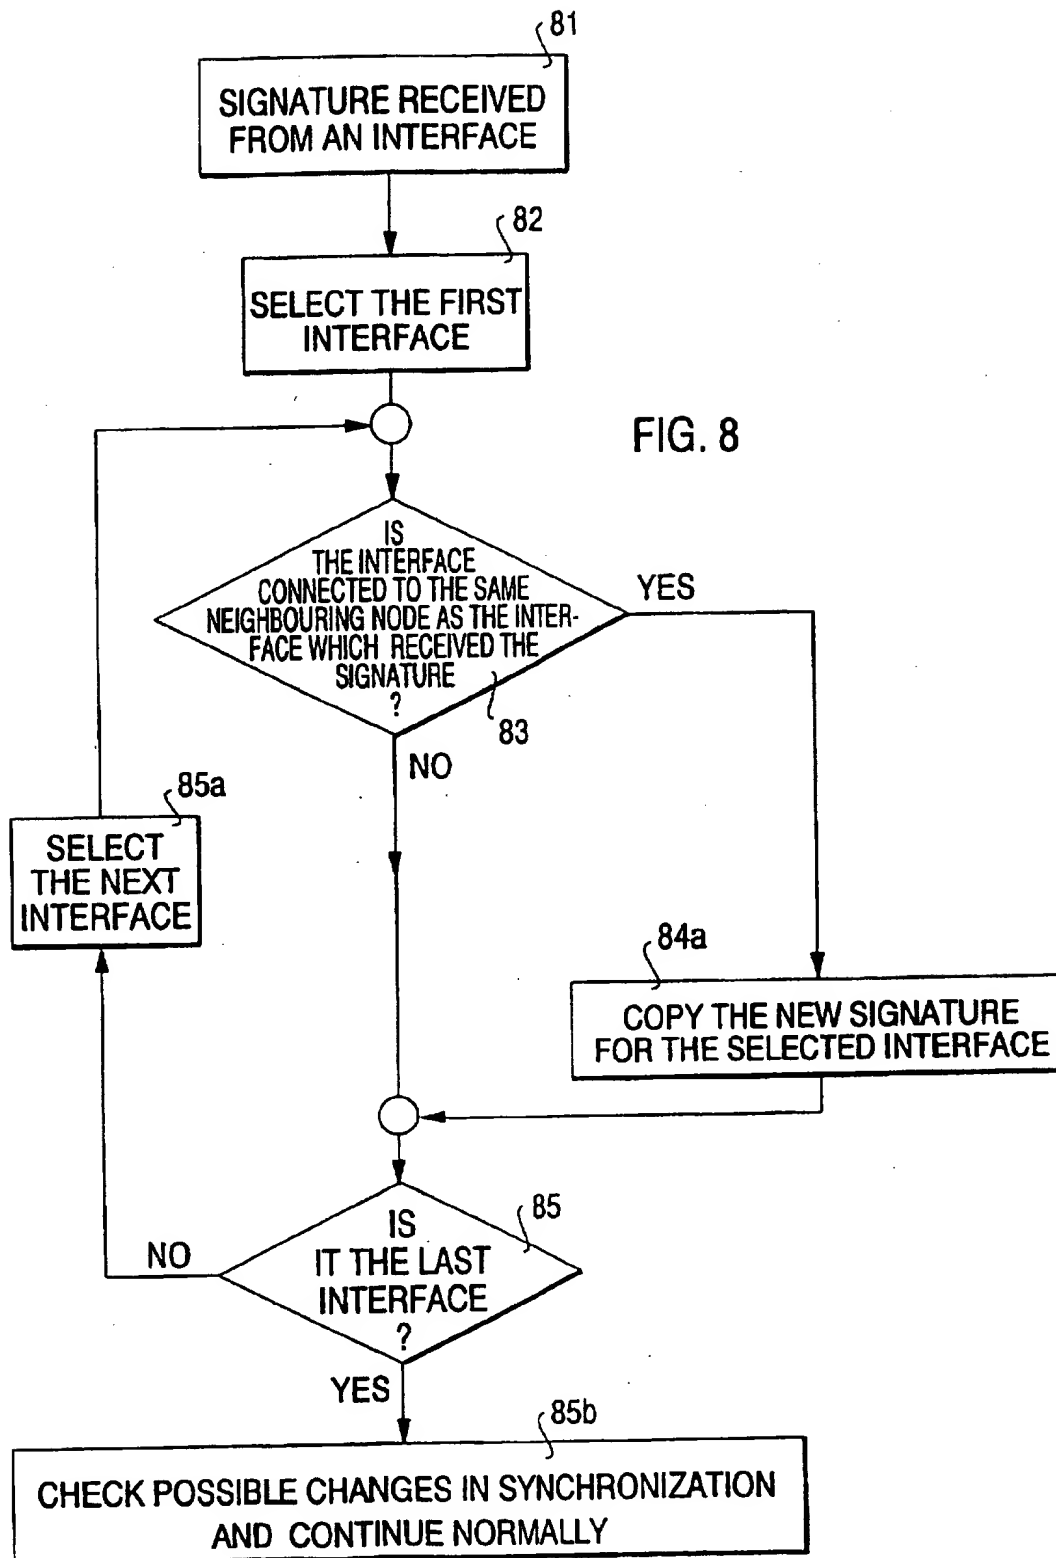 81
SIGNATURE RECEIVED
FROM AN INTERFACE
82
SELECT THE FIRST
INTERFACE
FIG. 8
IS
THE INTERFACE
CONNECTED TO THE SAME
NEIGHBOURING NODE AS THE INTER-
FACE WHICH RECEIVED THE
SIGNATURE
?
YES
83
NO
85a
SELECT
THE NEXT
INTERFACE
84a
COPY THE NEW SIGNATURE
FOR THE SELECTED INTERFACE
85
IS
IT THE LAST
INTERFACE
?
NO
YES
85b
CHECK POSSIBLE CHANGES IN SYNCHRONIZATION
AND CONTINUE NORMALLY